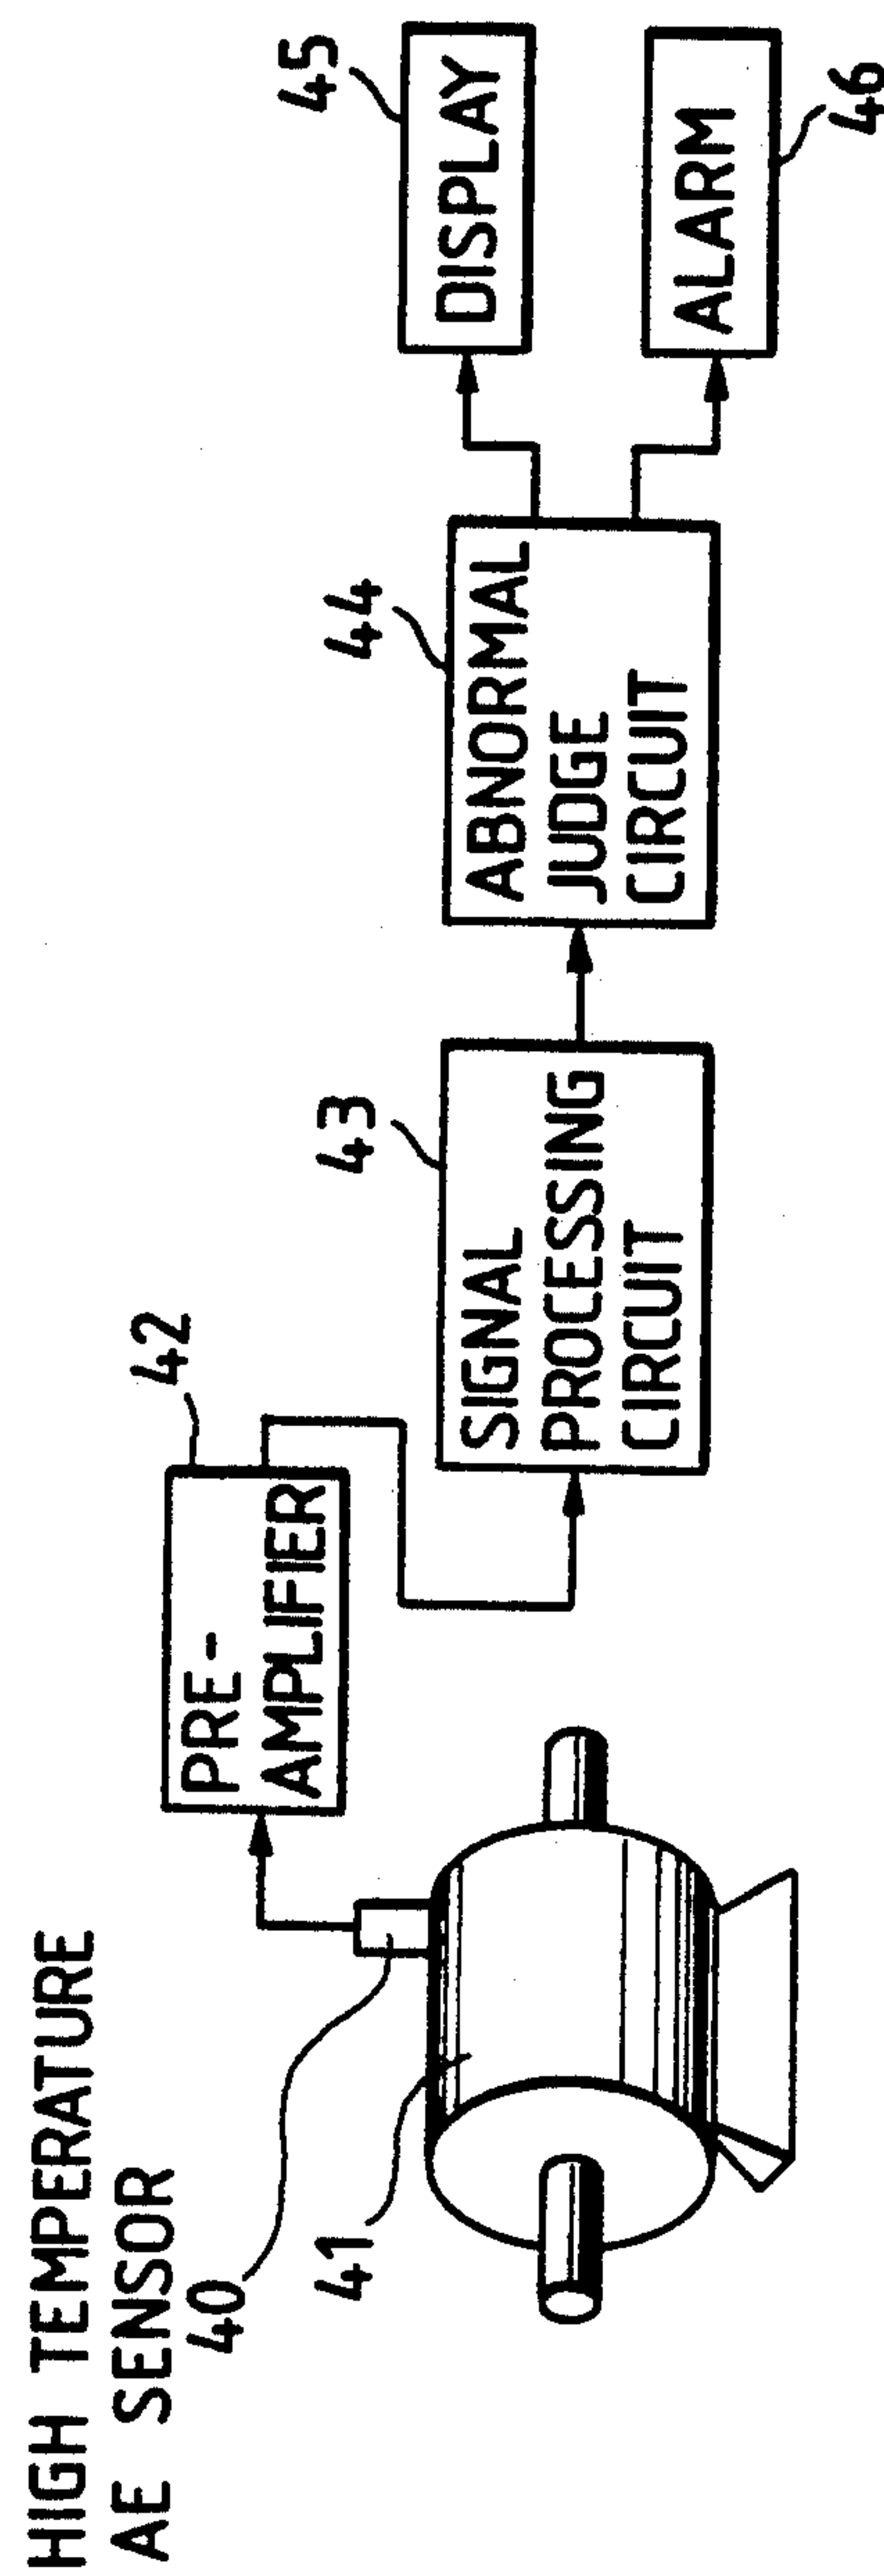 HIGH TEMPERATURE
AE SENSOR
40
41
42
PRE-
AMPLIFIER
43
SIGNAL
PROCESSING
CIRCUIT
44
ABNORMAL
JUDGE
CIRCUIT
45
DISPLAY
ALARM
46